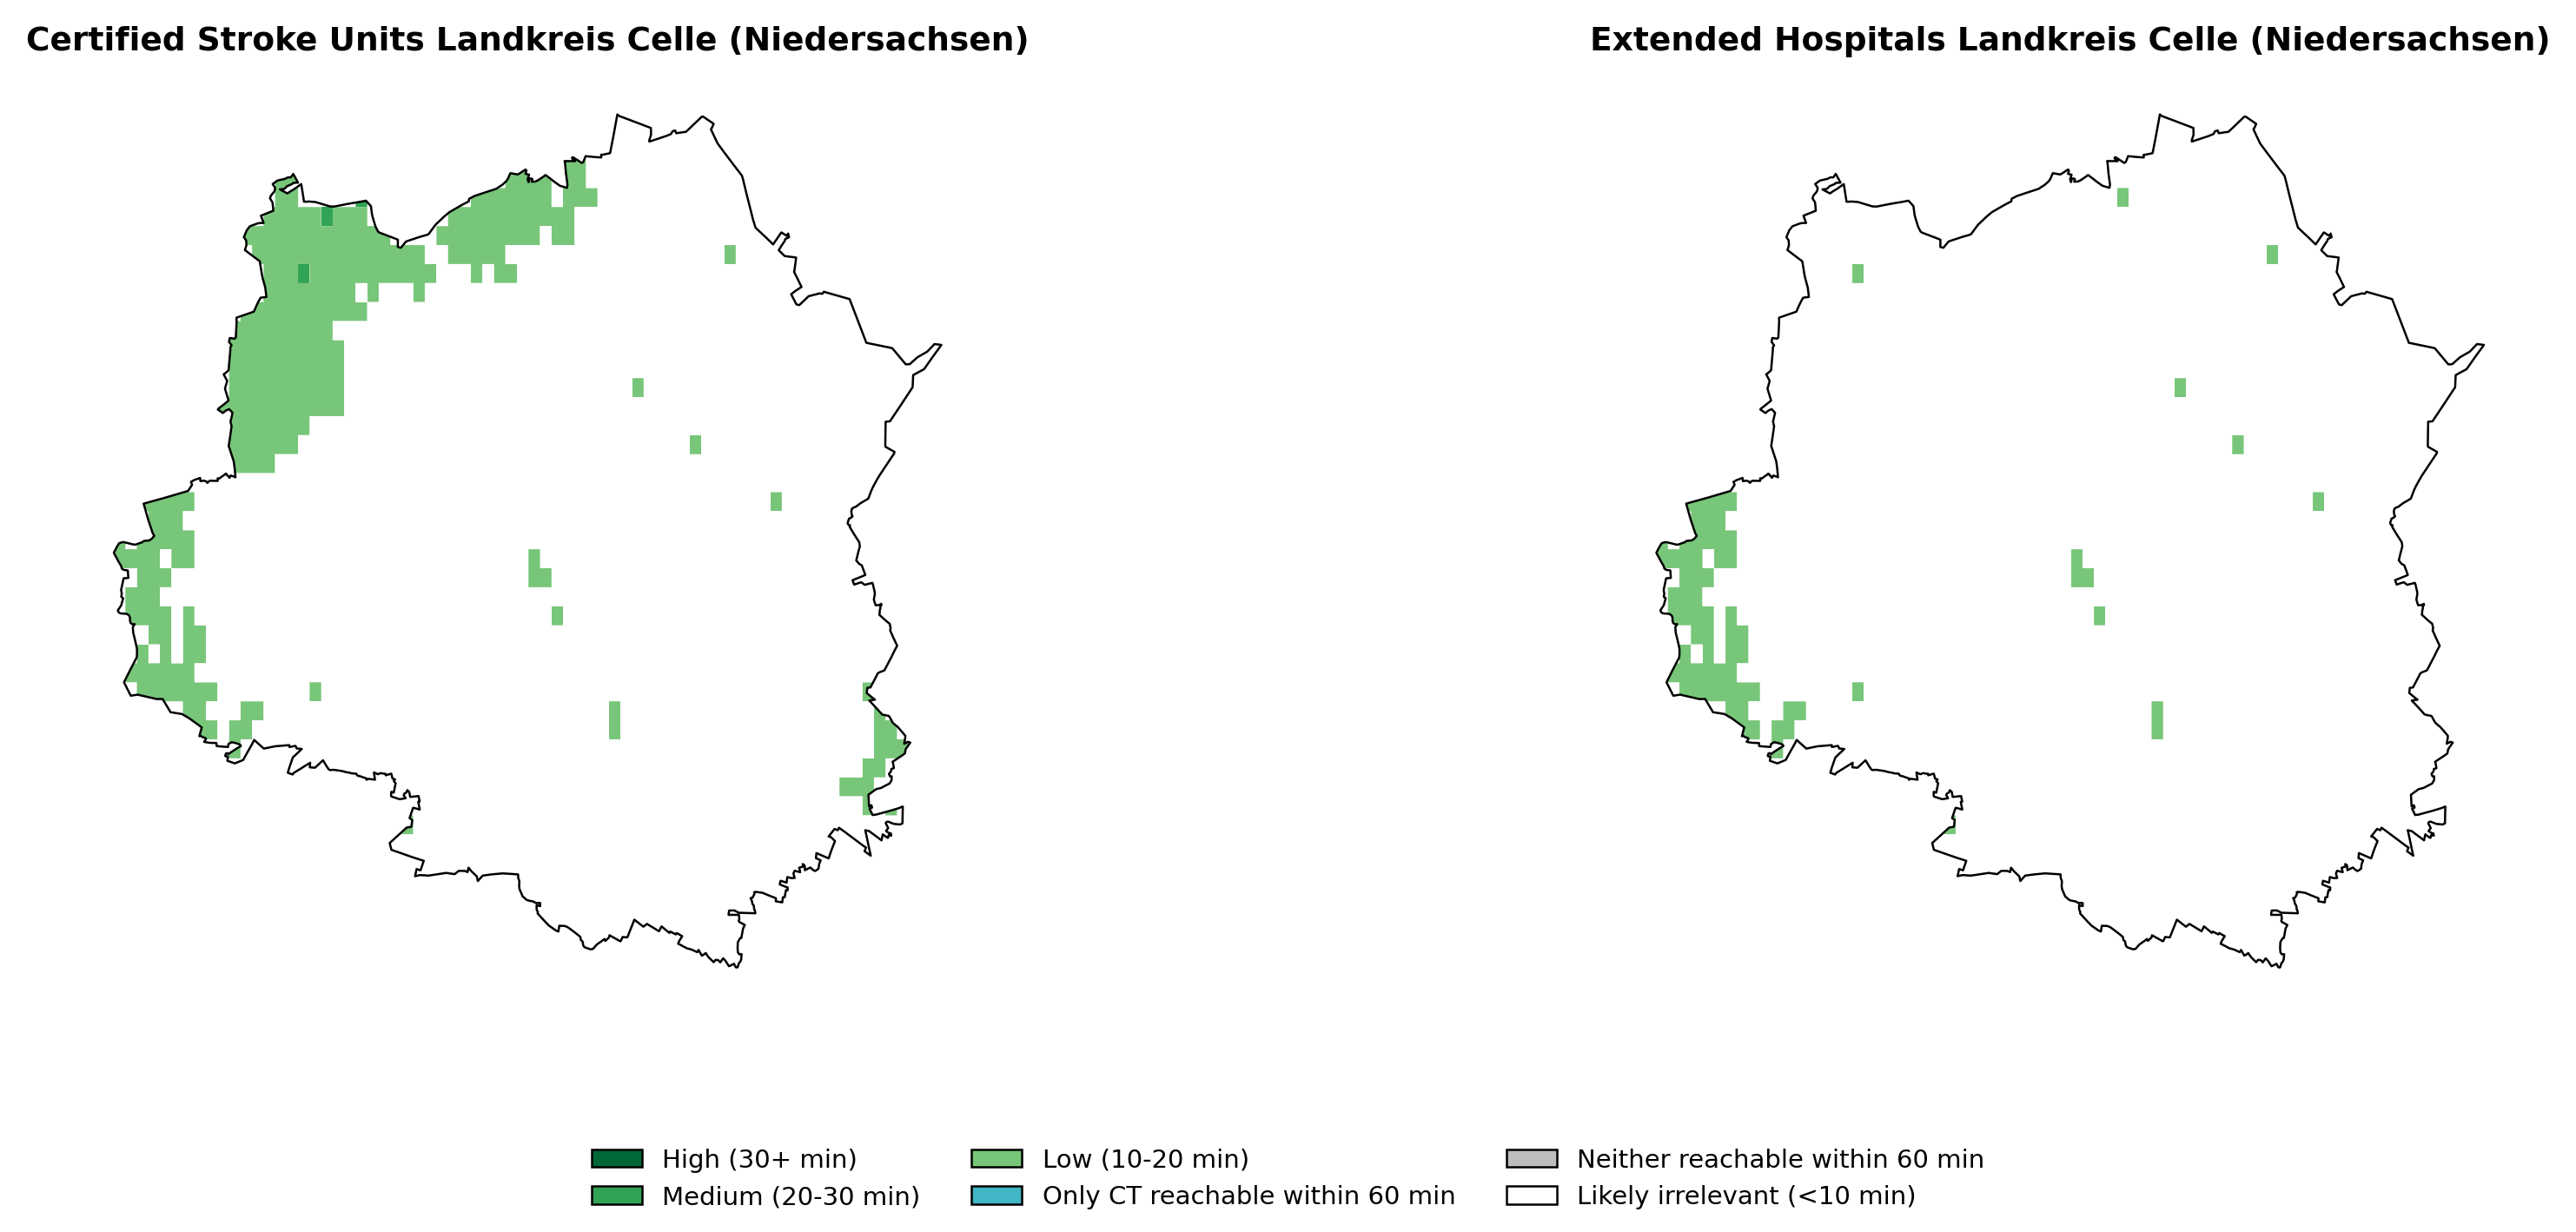 Certified Stroke Units Landkreis Celle (Niedersachsen)
Extended Hospitals Landkreis Celle (Niedersachsen)
High (30+ min)
Medium (20-30 min)
Low (10-20 min)
Only CT reachable within 60 min
Neither reachable within 60 min
Likely irrelevant (<10 min)